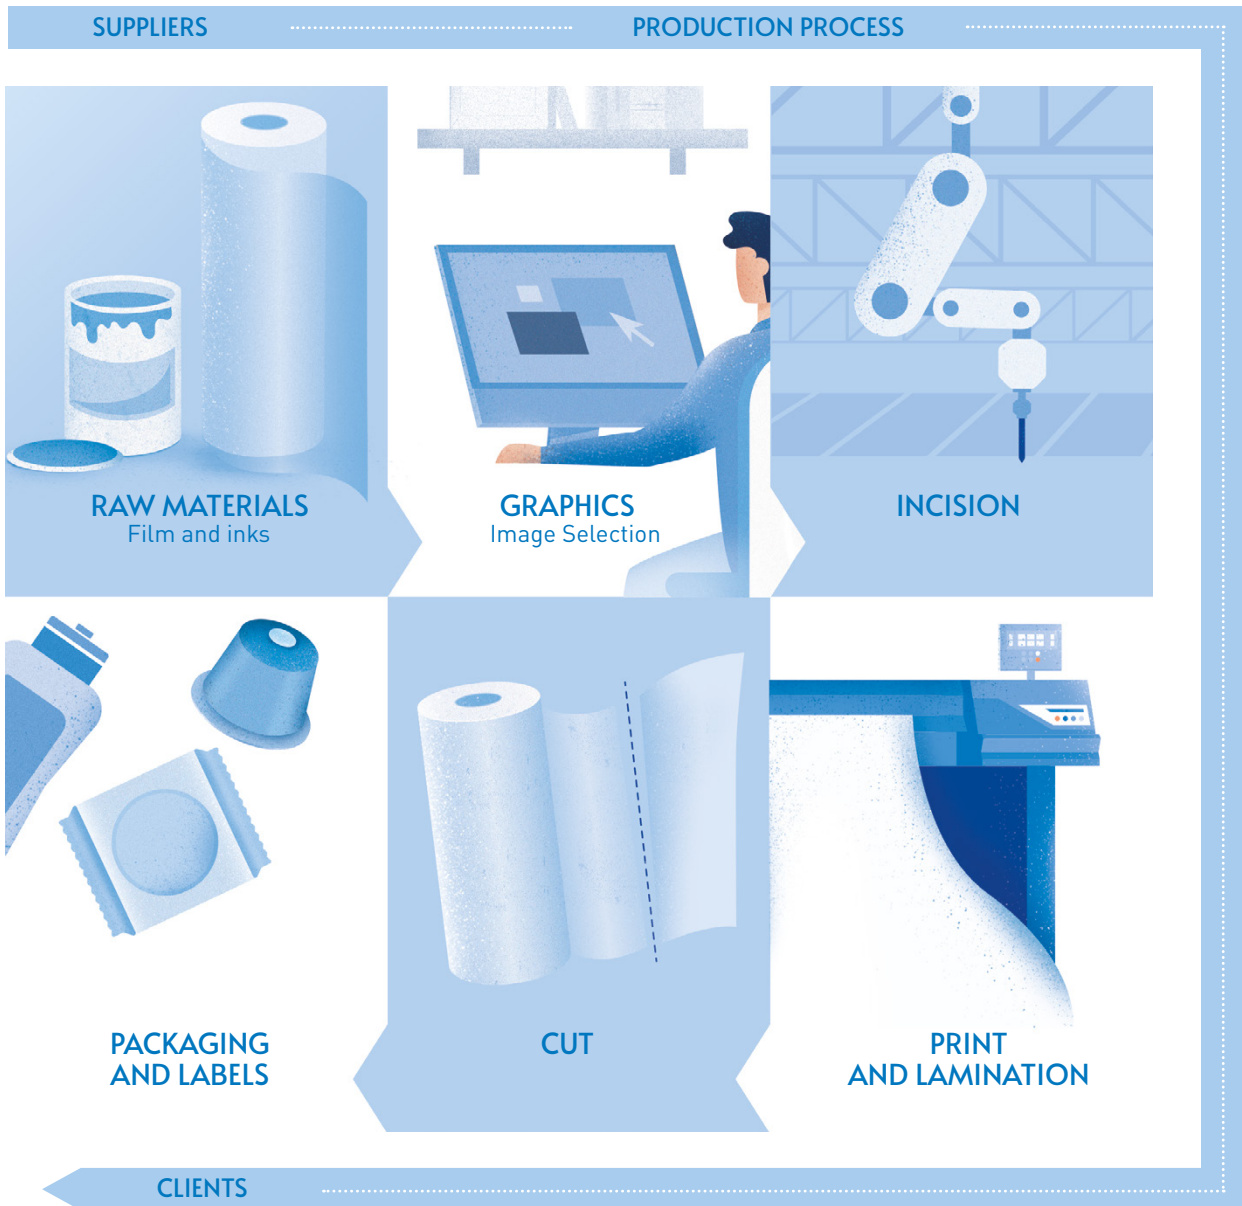 SUPPLIERS
PRODUCTION PROCESS
RAW MATERIALS
Film and inks
GRAPHICS
Image Selection
INCISION
PACKAGING
AND LABELS
CUT
PRINT
AND LAMINATION
CLIENTS